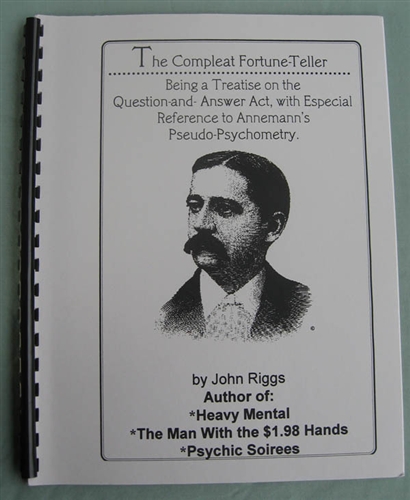 The Compleat Fortune-Teller
Being a Treatise on the
Question-and- Answer Act, with Especial
Reference to Annemann's
Pseudo-Psychometry.
©
by John Riggs
Author of:
*Heavy Mental
*The Man With the $1.98 Hands
*Psychic Soirees